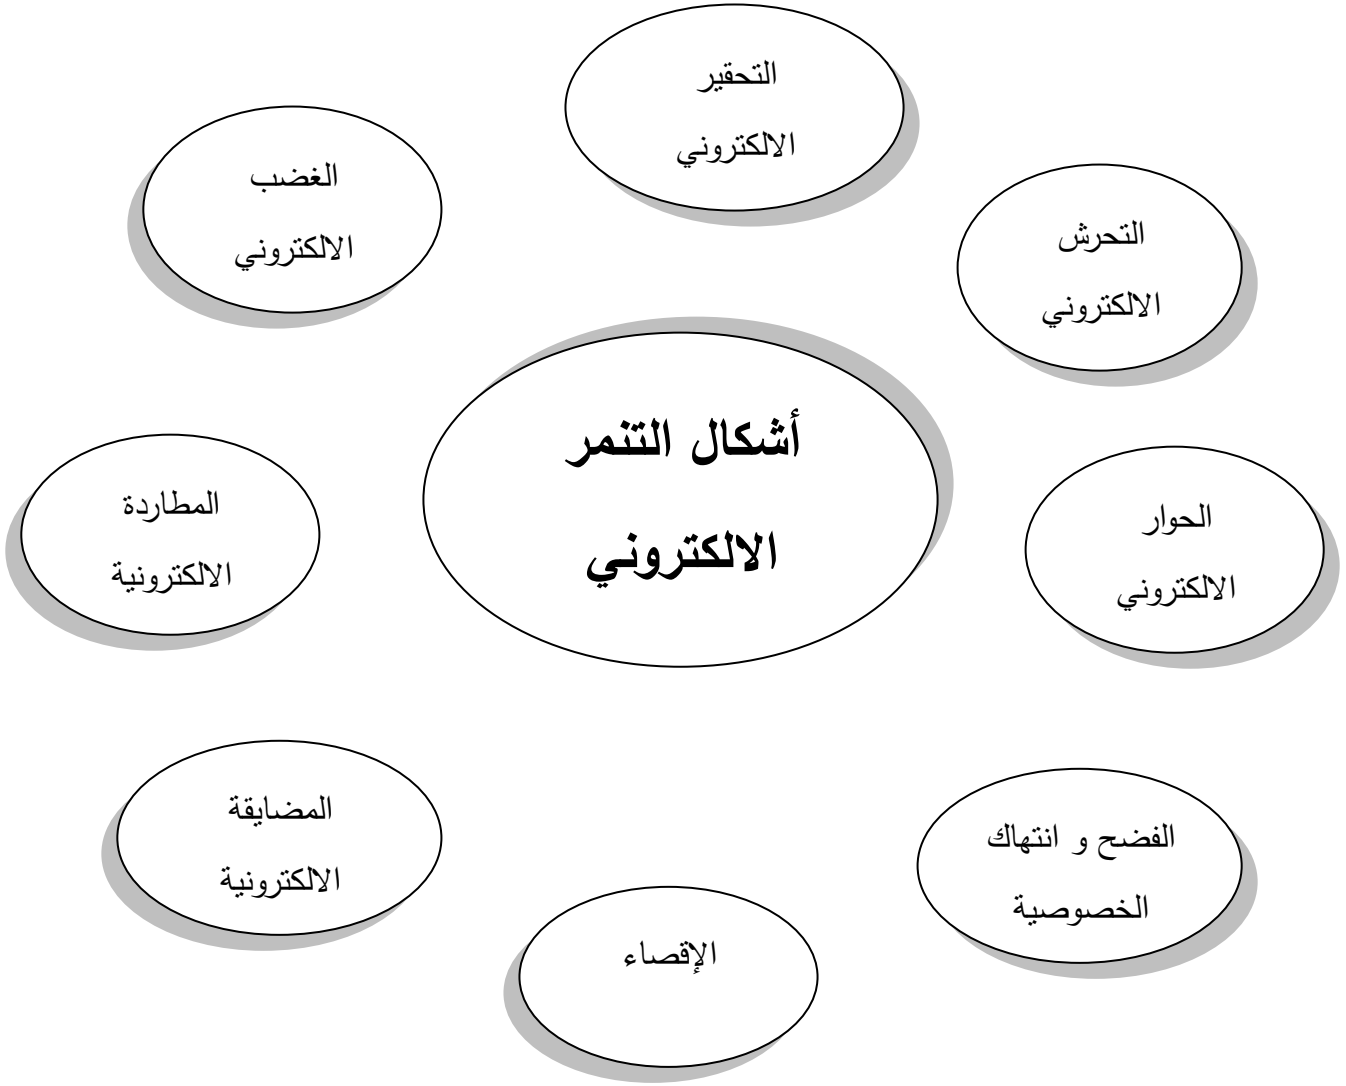 التحقير
الالكتروني
الغضب
الالكتروني
التحرش
الالكتروني
أشكال التنمر
الالكتروني
المطاردة
الالكترونية
الحوار
الالكتروني
المضايقة
الالكترونية
الفضح و انتهاك
الخصوصية
الإقصاء